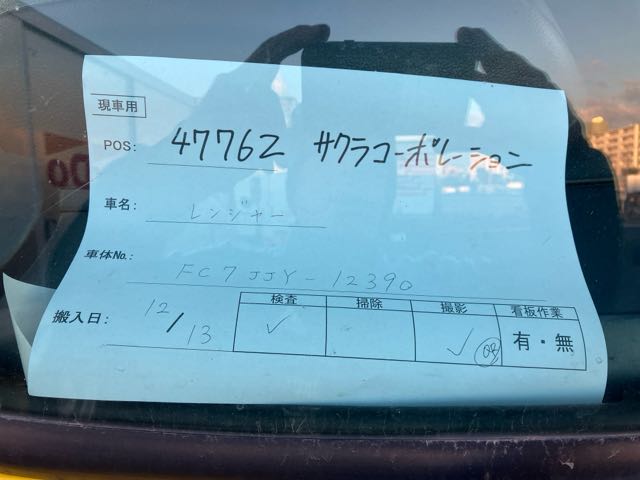 現車用
POS: 47762 サクラコーポレーション
車名: レンジャー
車体No.: FC7JJY-12390
搬入日: 12/13
検査 掃除 撮影 看板作業
✓ ✓ 有・無